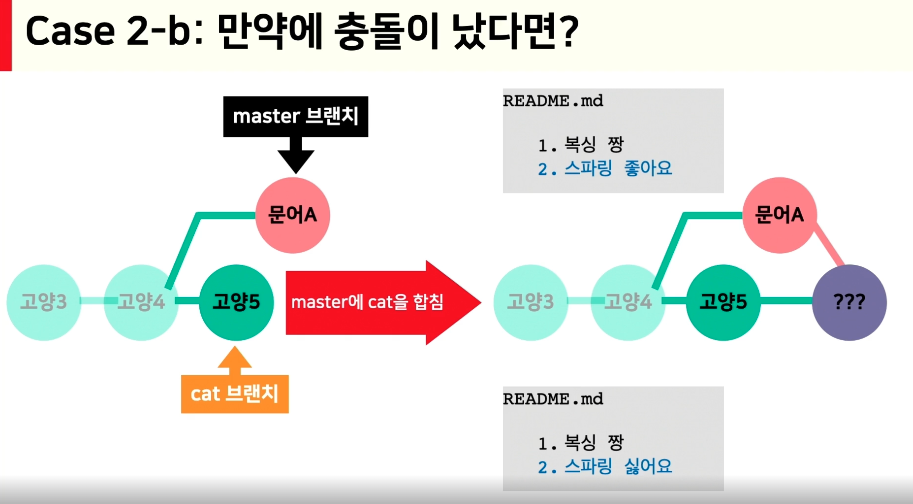 Case 2-b: 만약에 충돌이 났다면?
master 브랜치
문어A
고양3
고양4
고양5
cat 브랜치
master에 cat을 합침
README.md
1. 복싱 짱
2. 스파링 좋아요
문어A
고양3
고양4
고양5
???
README.md
1. 복싱 짱
2. 스파링 싫어요